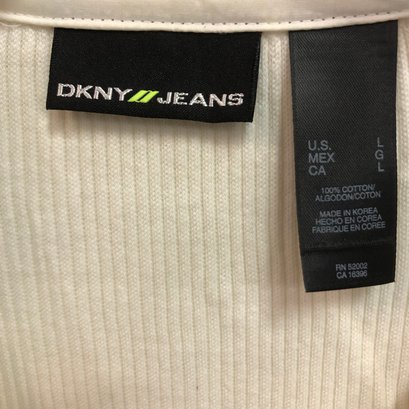 DKNY//JEANS
U.S. L
MEX G
CA L
100% COTTON/
ALGODON/COTON
MADE IN KOREA
HECHO EN COREA
FABRIQUE EN COREE
RN 52002
CA 16396